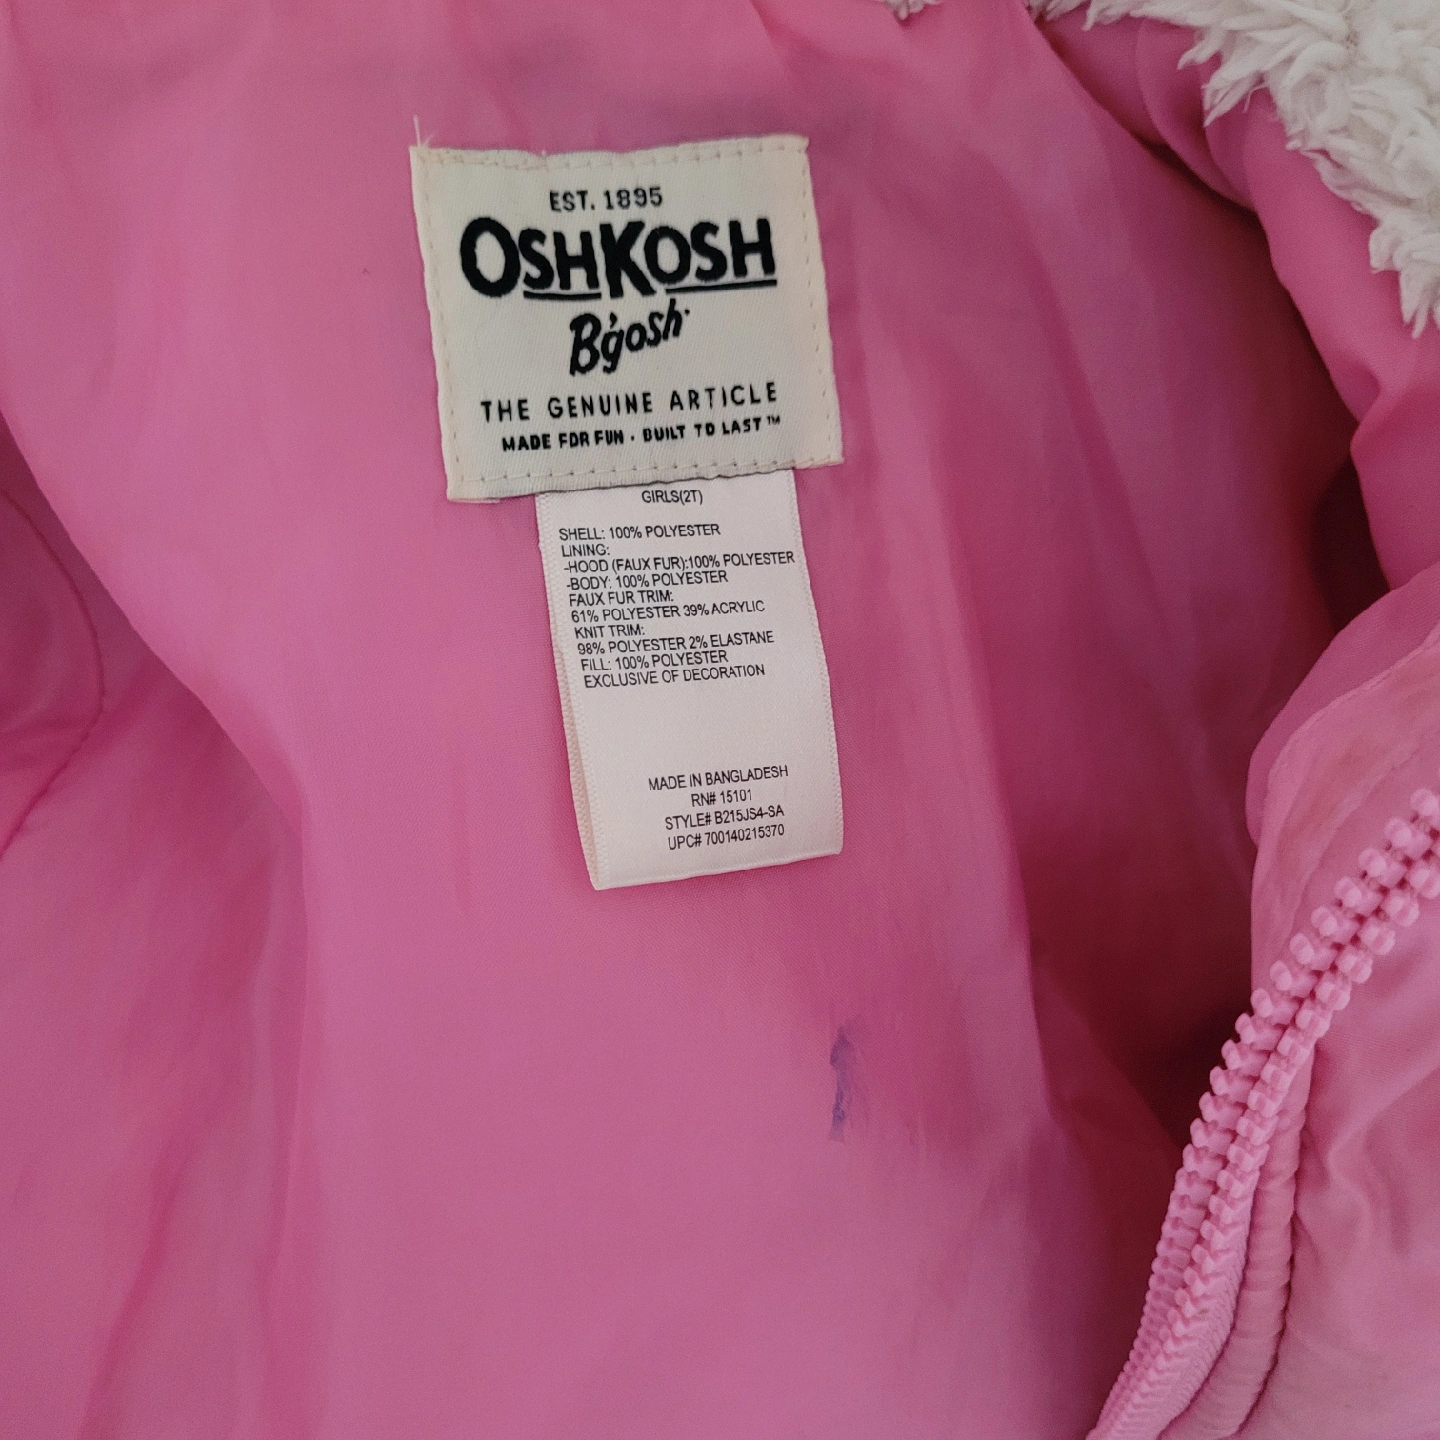 EST. 1895
OSHKOSH
B'gosh
THE GENUINE ARTICLE
MADE FOR FUN · BUILT TO LAST™
GIRLS(2T)
SHELL: 100% POLYESTER
LINING:
-HOOD (FAUX FUR):100% POLYESTER
-BODY: 100% POLYESTER
FAUX FUR TRIM:
61% POLYESTER 39% ACRYLIC
KNIT TRIM:
98% POLYESTER 2% ELASTANE
FILL: 100% POLYESTER
EXCLUSIVE OF DECORATION
MADE IN BANGLADESH
RN# 15101
STYLE# B215JS4-SA
UPC# 700140215370